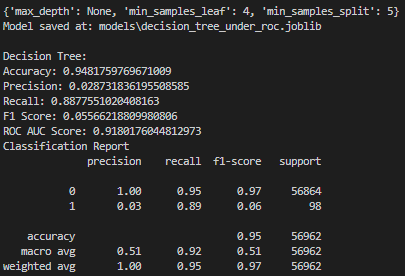 {'max_depth': None, 'min_samples_leaf': 4, 'min_samples_split': 5}
Model saved at: models\decision_tree_under_roc.joblib
Decision Tree:
Accuracy: 0.9481759769671009
Precision: 0.028731836195508585
Recall: 0.8877551020408163
F1 Score: 0.05566218809980806
ROC AUC Score: 0.9180176044812973
Classification Report
precision recall f1-score support
0 1.00 0.95 0.97 56864
1 0.03 0.89 0.06 98
accuracy 0.95 56962
macro avg 0.51 0.92 0.51 56962
weighted avg 1.00 0.95 0.97 56962